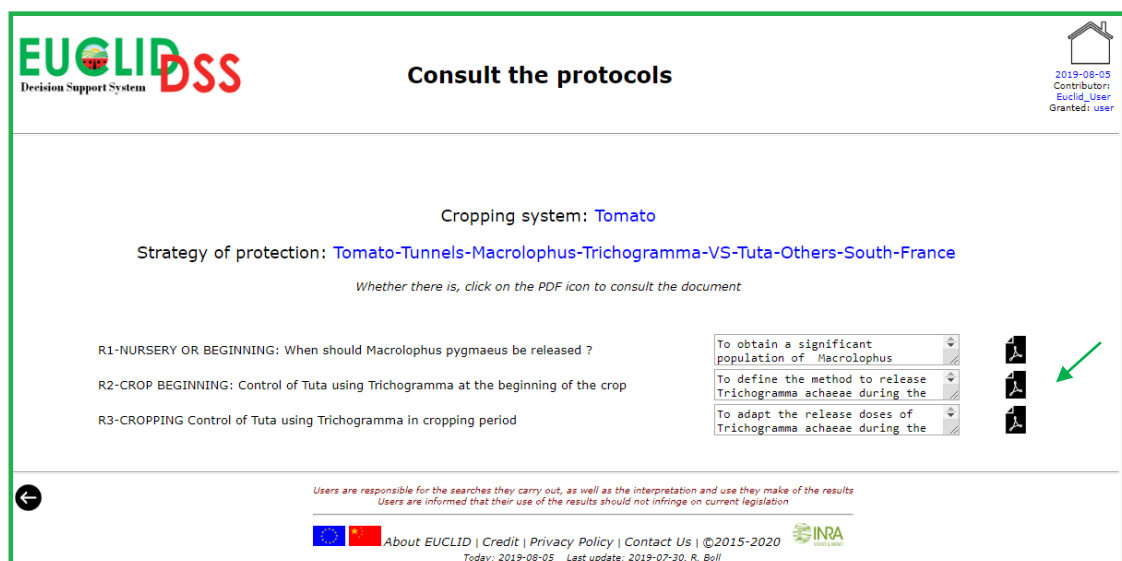 EUCLID DSS
Decision Support System
Consult the protocols
2019-08-05
Contributor:
Euclid_User
Granted: user
Cropping system: Tomato
Strategy of protection: Tomato-Tunnels-Macrolophus-Trichogramma-VS-Tuta-Others-South-France
Whether there is, click on the PDF icon to consult the document
R1-NURSERY OR BEGINNING: When should Macrolophus pygmaeus be released ?
To obtain a significant
population of Macrolophus
R2-CROP BEGINNING: Control of Tuta using Trichogramma at the beginning of the crop
To define the method to release
Trichogramma achaeae during the
R3-CROPPING Control of Tuta using Trichogramma in cropping period
To adapt the release doses of
Trichogramma achaeae during the
Users are responsible for the searches they carry out, as well as the interpretation and use they make of the results
Users are informed that their use of the results should not infringe on current legislation
About EUCLID | Credit | Privacy Policy | Contact Us | ©2015-2020
INRA
Today: 2019-08-05 Last update: 2019-07-30. R. Boll